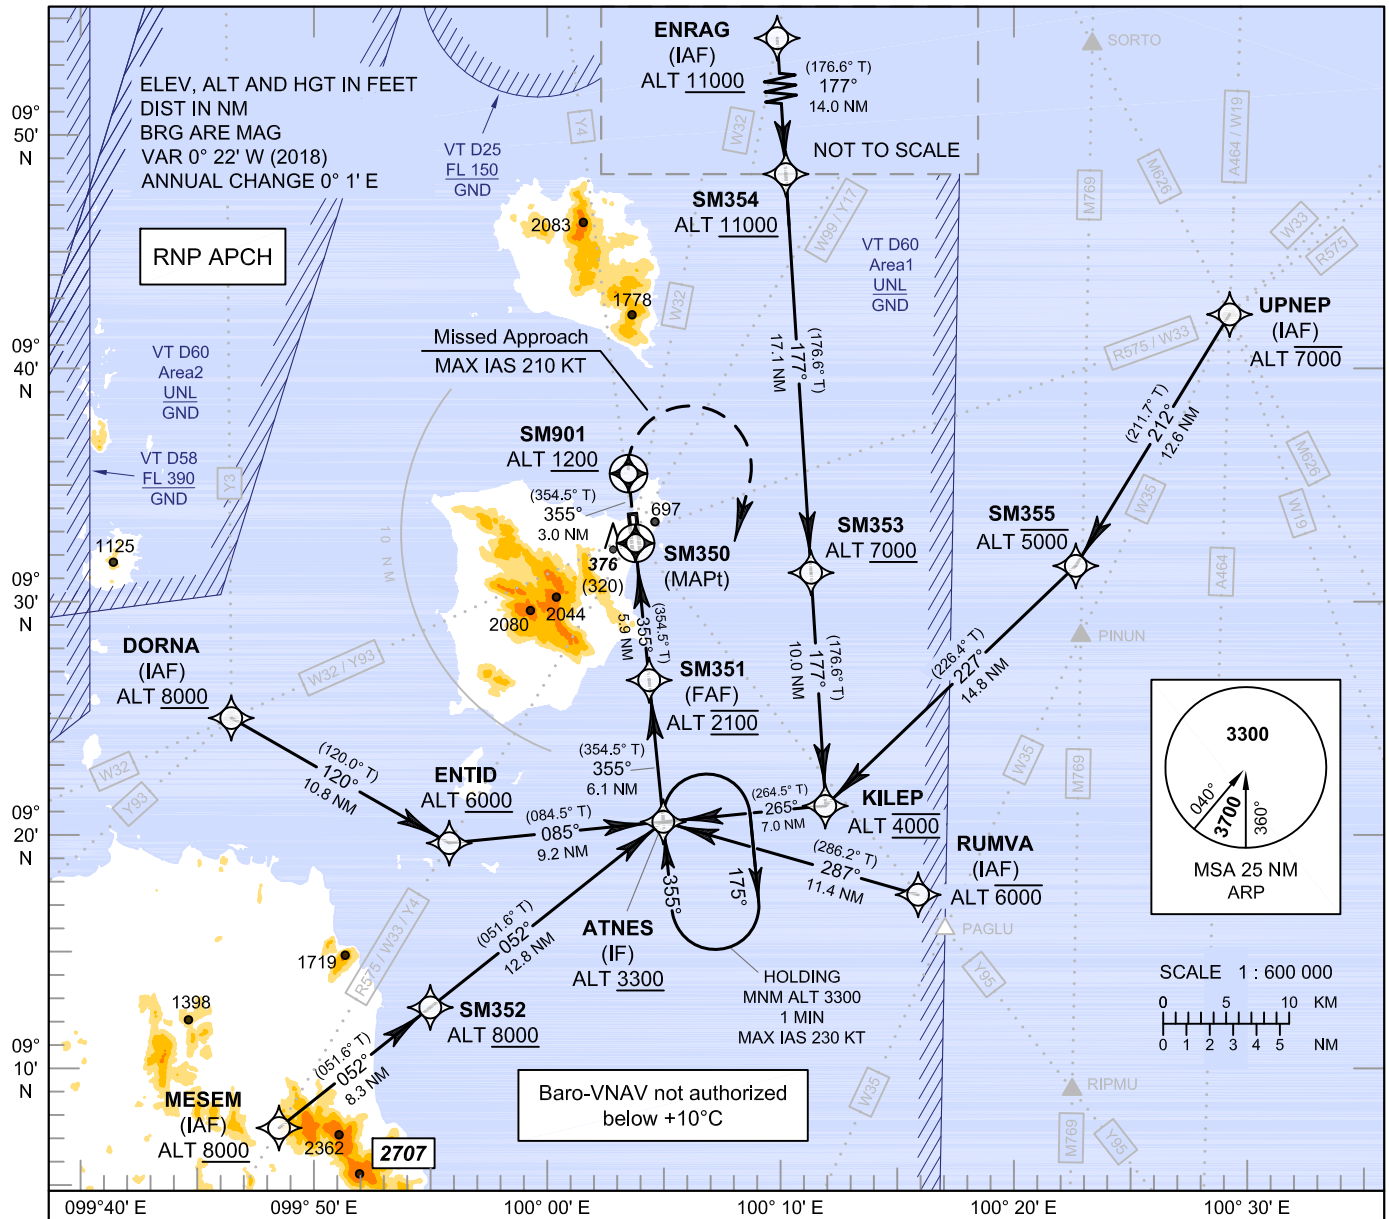 ELEV, ALT AND HGT IN FEET
DIST IN NM
BRG ARE MAG
VAR 0° 22' W (2018)
ANNUAL CHANGE 0° 1' E
RNP APCH
VT D25
FL 150
GND
Y4
W32
ENRAG
(IAF)
ALT 11000
(176.6° T)
177°
14.0 NM
NOT TO SCALE
SM354
ALT 11000
SORTO
A464 / W19
M626
M769
W33
R575
W99 / Y17
VT D60
Area1
UNL
GND
2083
1778
W32
UPNEP
(IAF)
ALT 7000
R575 / W33
Missed Approach
MAX IAS 210 KT
(176.6° T)
177°
17.1 NM
VT D60
Area2
UNL
GND
VT D58
FL 390
GND
Y3
SM901
ALT 1200
(354.5° T)
355°
3.0 NM
697
SM350
(MAPt)
376
(320)
(211.7° T)
212°
12.6 NM
W35
M626
W19
A464
SM353
ALT 7000
SM355
ALT 5000
1125
2044
2080
10 NM
DORNA
(IAF)
ALT 8000
W32 / Y93
(354.5° T)
355°
5.9 NM
SM351
(FAF)
ALT 2100
(176.6° T)
177°
10.0 NM
(226.4° T)
227°
14.8 NM
PINUN
3300
040°
3700
360°
MSA 25 NM
ARP
W32
Y93
(120.0° T)
120°
10.8 NM
ENTID
ALT 6000
(354.5° T)
355°
6.1 NM
(084.5° T)
085°
9.2 NM
(264.5° T)
265°
7.0 NM
KILEP
ALT 4000
W35
M769
RUMVA
(IAF)
ALT 6000
(286.2° T)
287°
11.4 NM
355°
175°
ATNES
(IF)
ALT 3300
HOLDING
MNM ALT 3300
1 MIN
MAX IAS 230 KT
PAGLU
Y95
R575 / W33 / Y4
(051.6° T)
052°
12.8 NM
1719
1398
SM352
ALT 8000
(051.6° T)
052°
8.3 NM
MESEM
(IAF)
ALT 8000
2362
2707
Baro-VNAV not authorized
below +10°C
W35
RIPMU
M769
Y95
SCALE 1 : 600 000
0 5 10 KM
0 1 2 3 4 5 NM
09°
50'
N
09°
40'
N
09°
30'
N
09°
20'
N
09°
10'
N
099° 40' E 099° 50' E 100° 00' E 100° 10' E 100° 20' E 100° 30' E